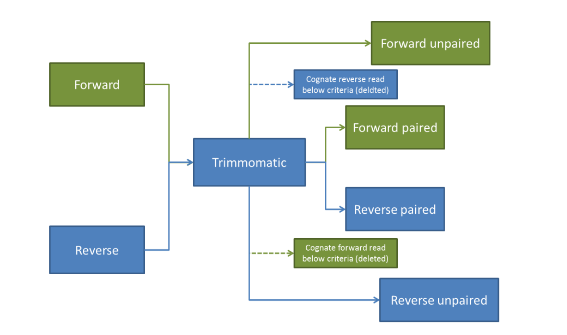 Forward unpaired
Forward
Cognate reverse read
below criteria (deldted)
Forward paired
Trimmomatic
Reverse paired
Reverse
Cognate forward read
below criteria (deleted)
Reverse unpaired